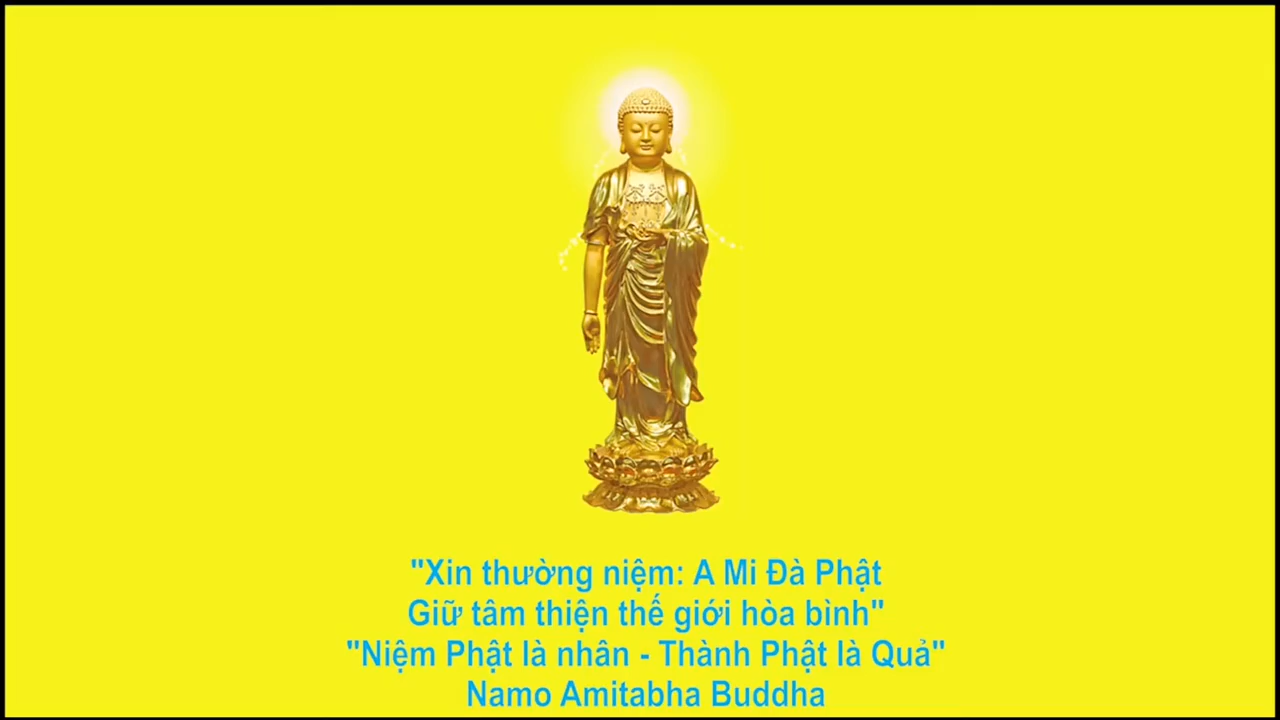 "Xin thường niệm: A Mi Đà Phật
Giữ tâm thiện thế giới hòa bình"
"Niệm Phật là nhân - Thành Phật là Quả"
Namo Amitabha Buddha